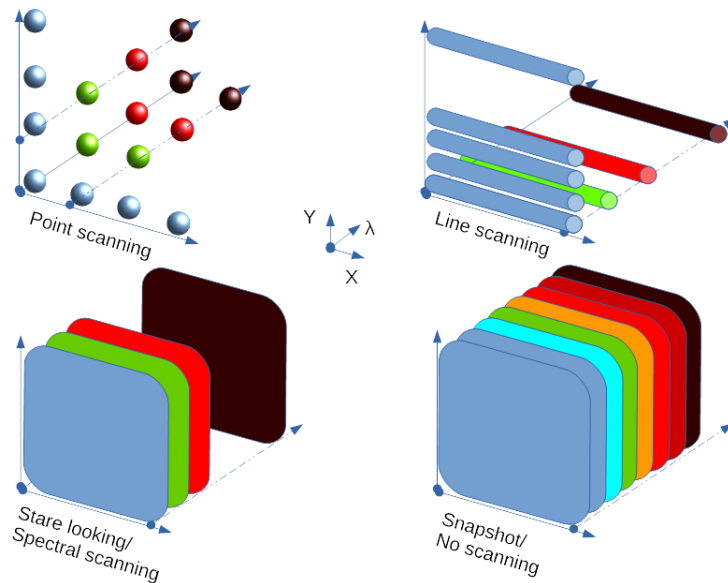 Point scanning
Line scanning
Y
λ
X
Stare looking/
Spectral scanning
Snapshot/
No scanning